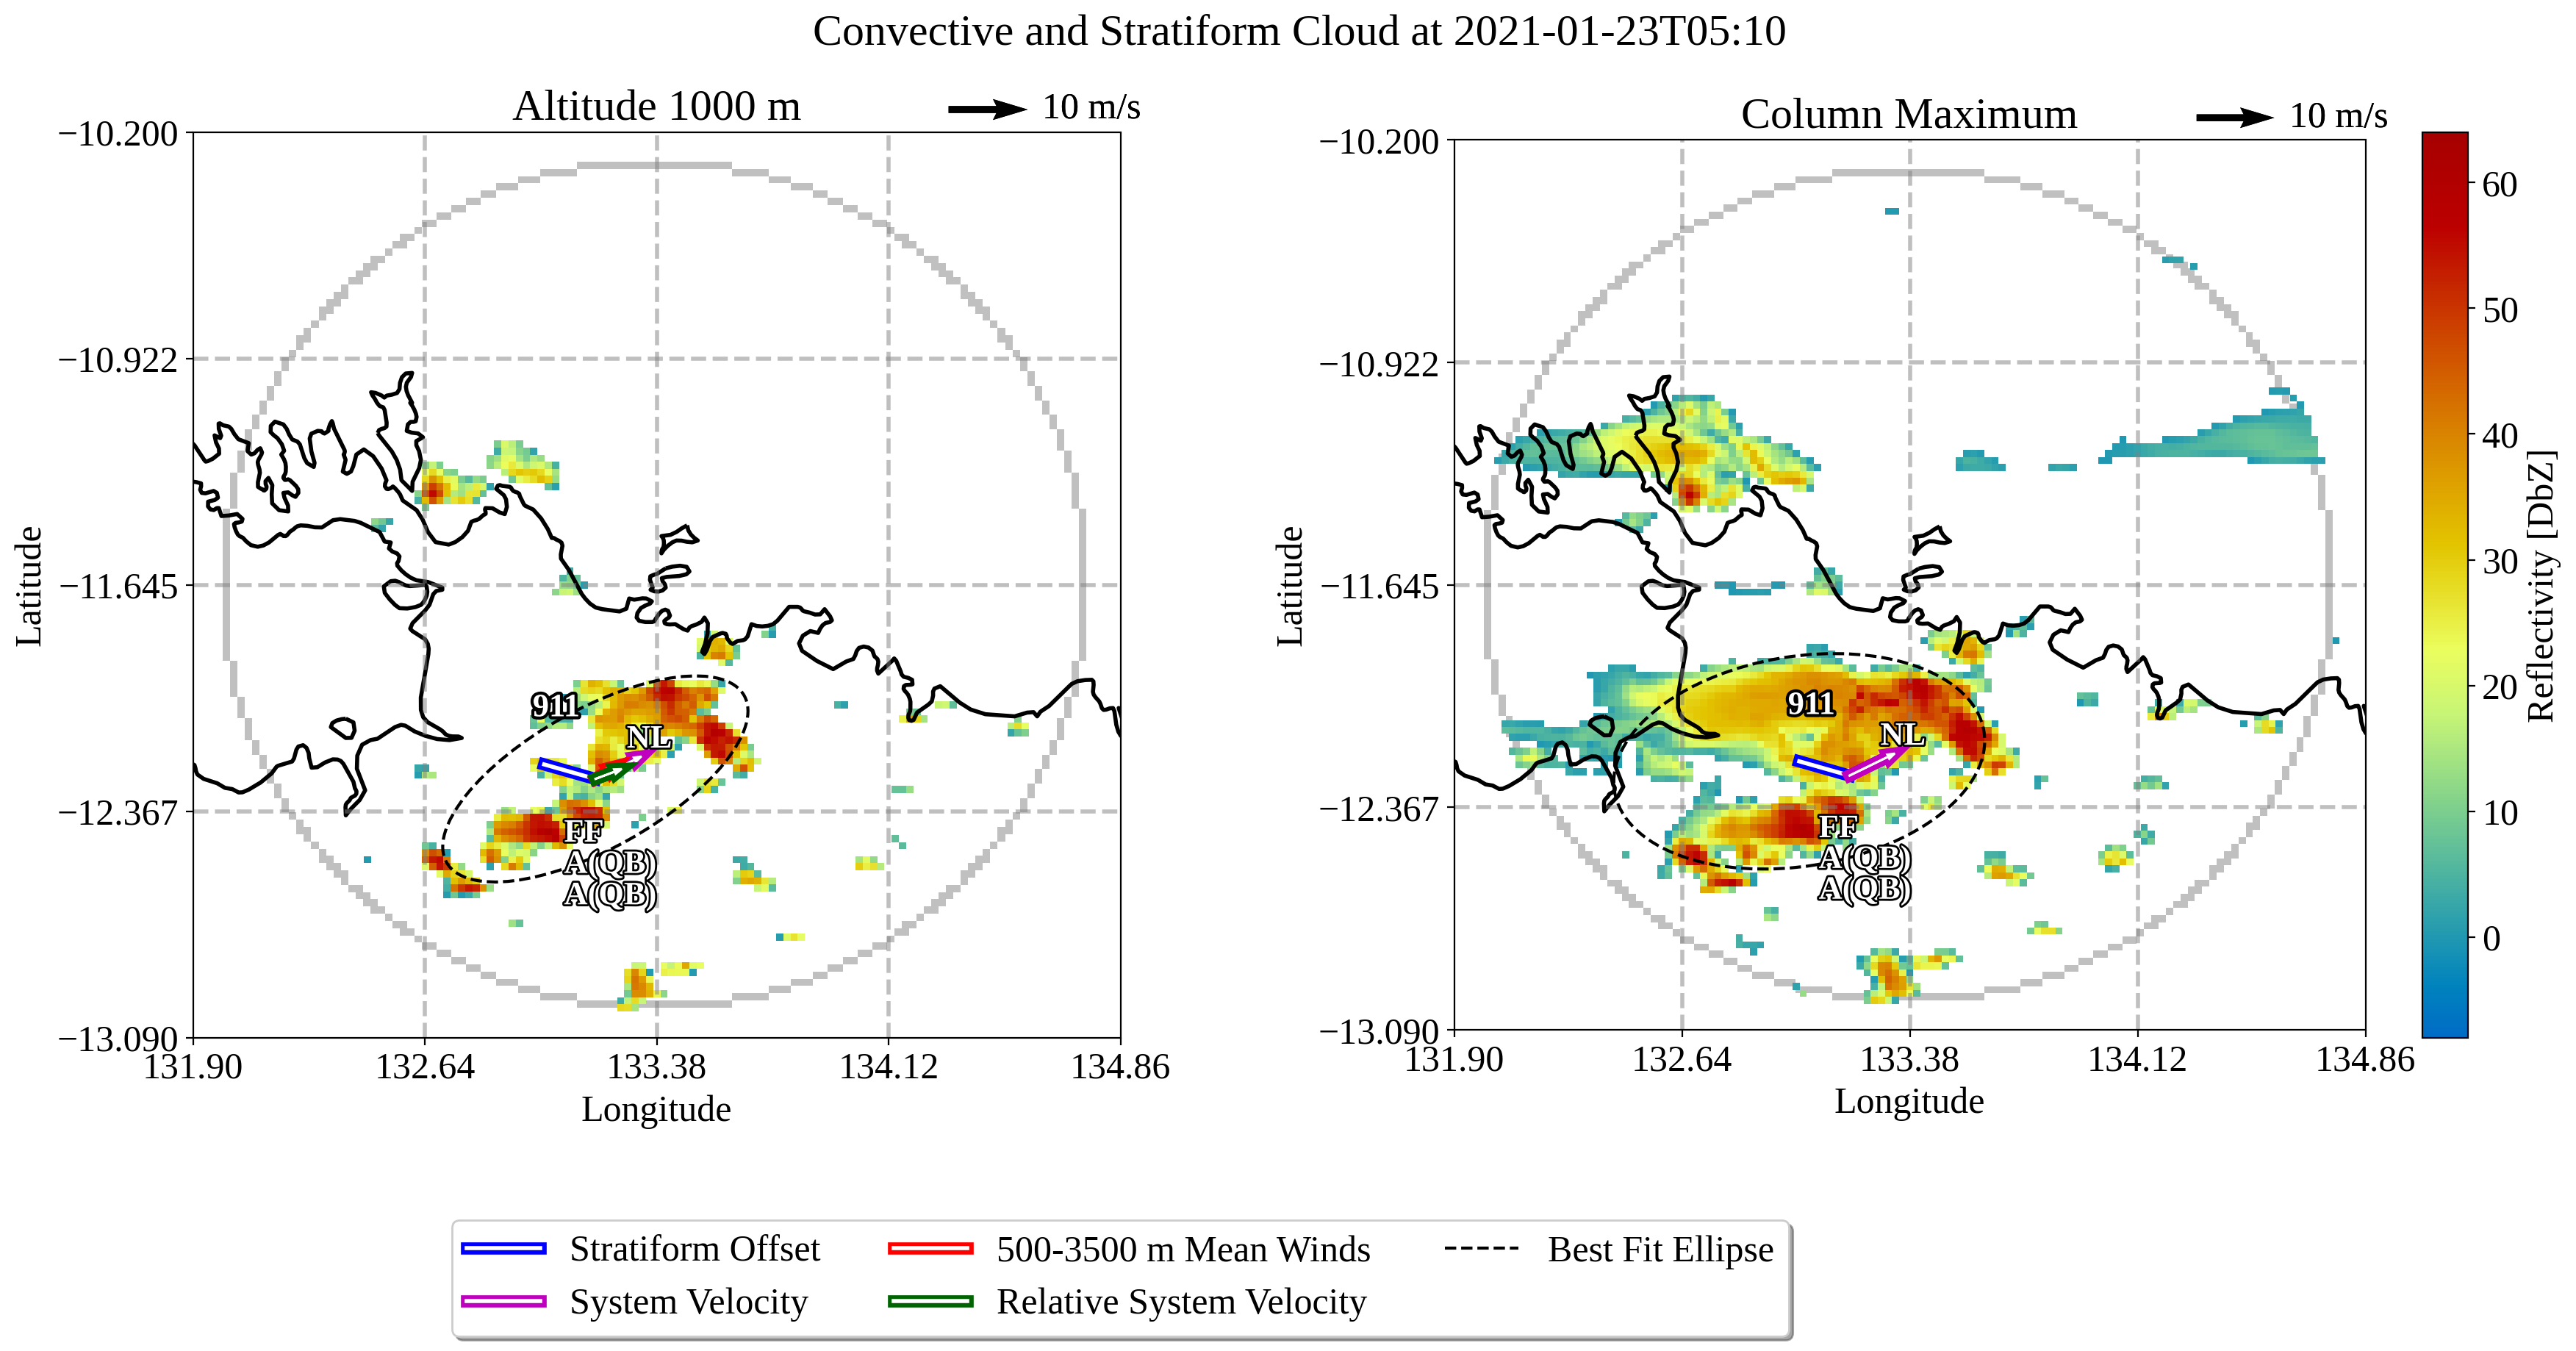 Convective and Stratiform Cloud at 2021-01-23T05:10
Altitude 1000 m
10 m/s
−10.200
−10.922
−11.645
−12.367
−13.090
Latitude
131.90
132.64
133.38
134.12
134.86
Longitude
911
NL
FF
A(QB)
A(QB)
Column Maximum
10 m/s
−10.200
−10.922
−11.645
−12.367
−13.090
Latitude
131.90
132.64
133.38
134.12
134.86
Longitude
911
NL
FF
A(QB)
A(QB)
60
50
40
30
20
10
0
Reflectivity [DbZ]
Stratiform Offset
500-3500 m Mean Winds
Best Fit Ellipse
System Velocity
Relative System Velocity